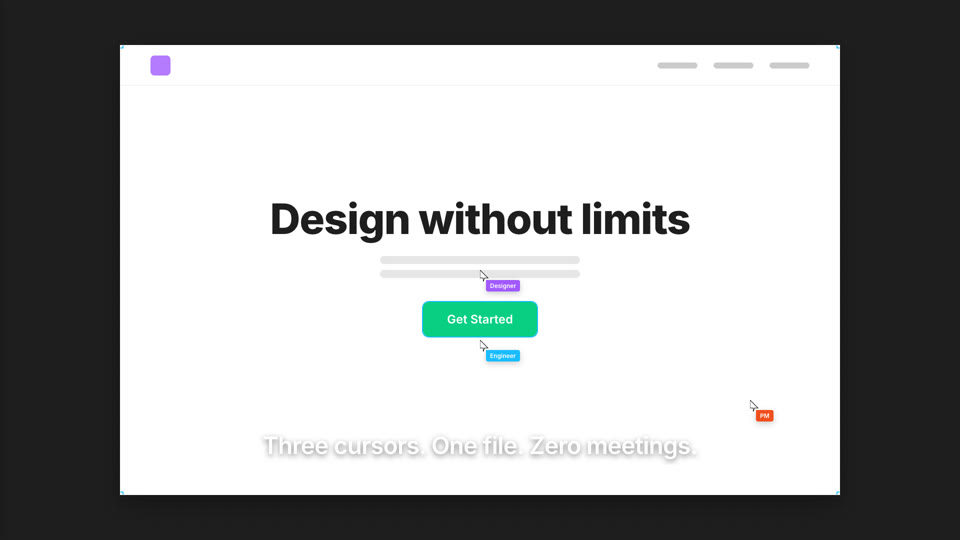 Design without limits
Designer
Get Started
Engineer
PM
Three cursors. One file. Zero meetings.